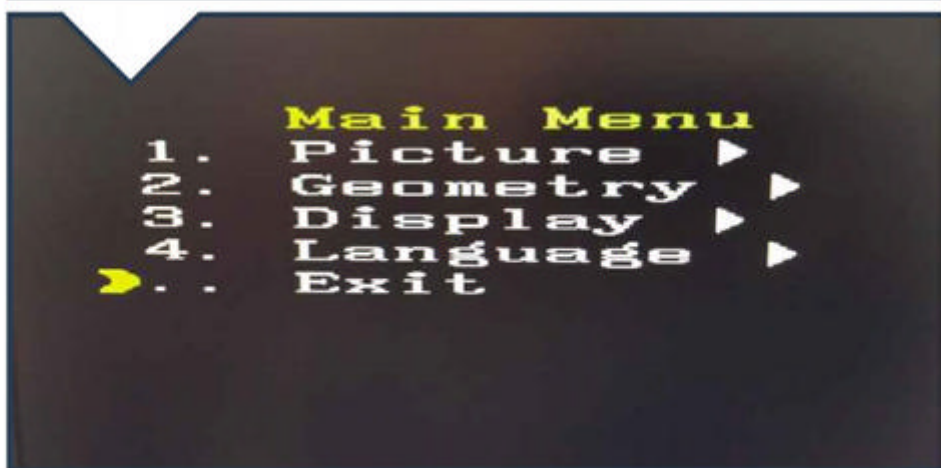 Main Menu
1. Picture ▶
2. Geometry ▶
3. Display ▶
4. Language ▶
.. Exit